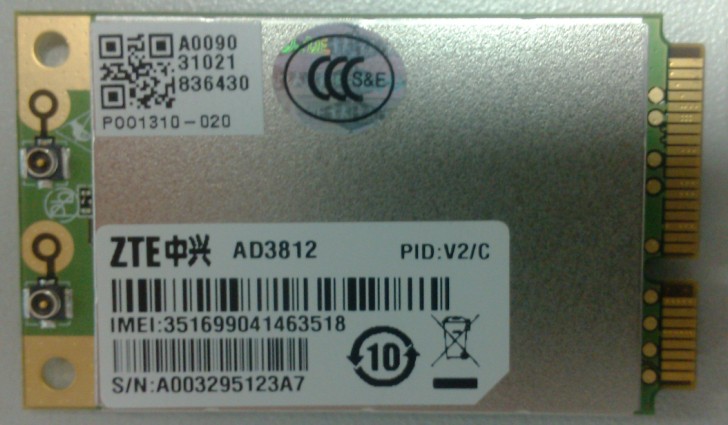 A0090
31021
836430
P001310-020
CCC S&E
ZTE中兴 AD3812 PID:V2/C
IMEI:351699041463518
10
S/N:A003295123A7